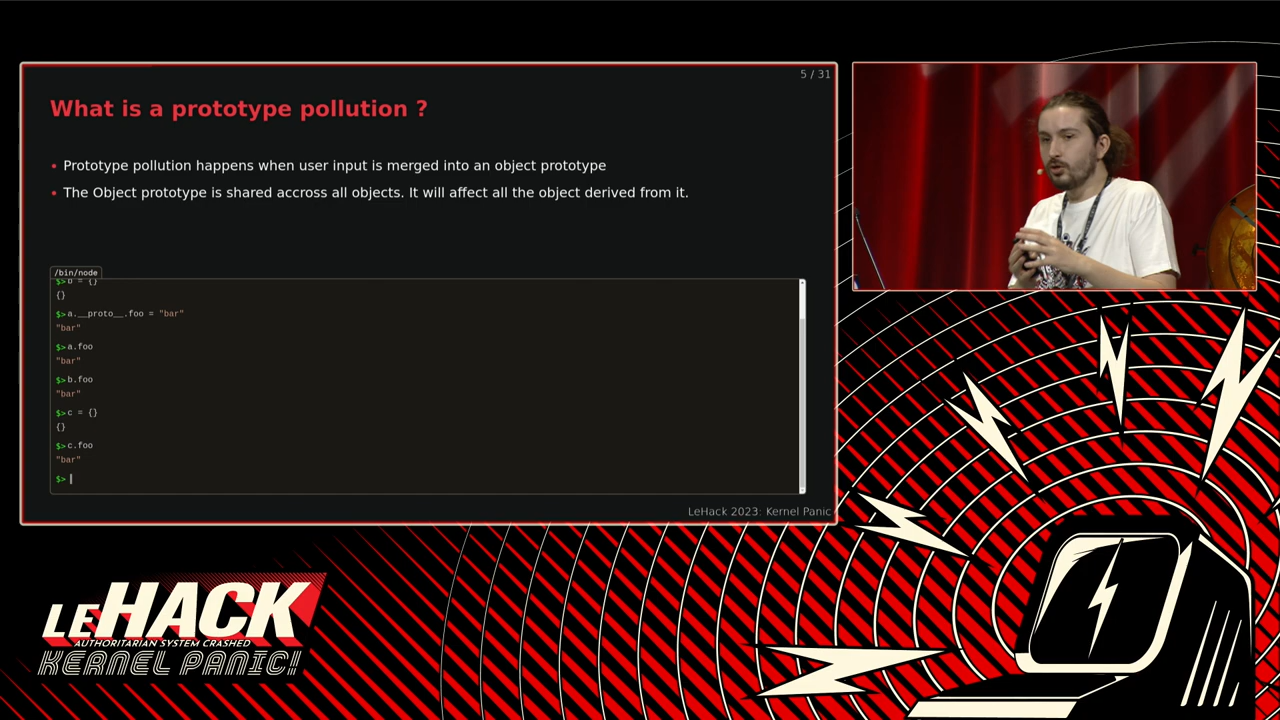 5 / 31
What is a prototype pollution ?
• Prototype pollution happens when user input is merged into an object prototype
• The Object prototype is shared accross all objects. It will affect all the object derived from it.
/bin/node
$> b = {}
{}
$> a.__proto__.foo = "bar"
"bar"
$> a.foo
"bar"
$> b.foo
"bar"
$> c = {}
{}
$> c.foo
"bar"
$>
LeHack 2023: Kernel Panic
LEHACK
AUTHORITARIAN SYSTEM CRASHED
KERNEL PANIC!